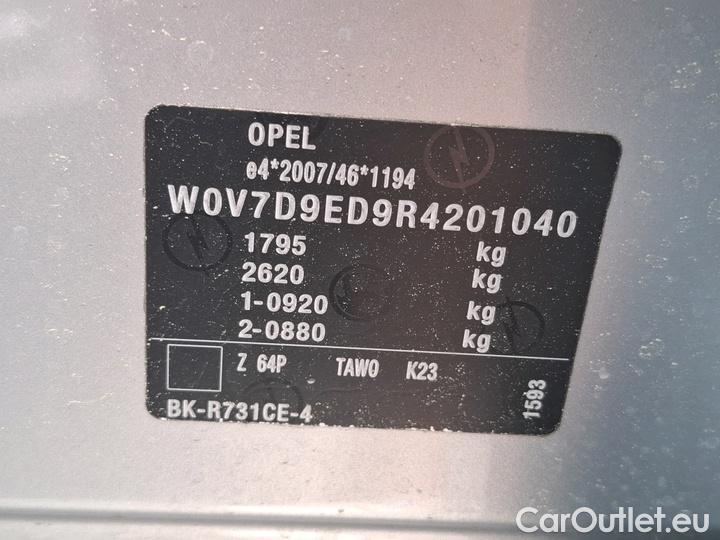 OPEL
e4*2007/46*1194
W0V7D9ED9R4201040
1795 kg
2620 kg
1-0920 kg
2-0880 kg
Z 64P TAWO K23
1593
BK-R731CE-4
CarOutlet.eu